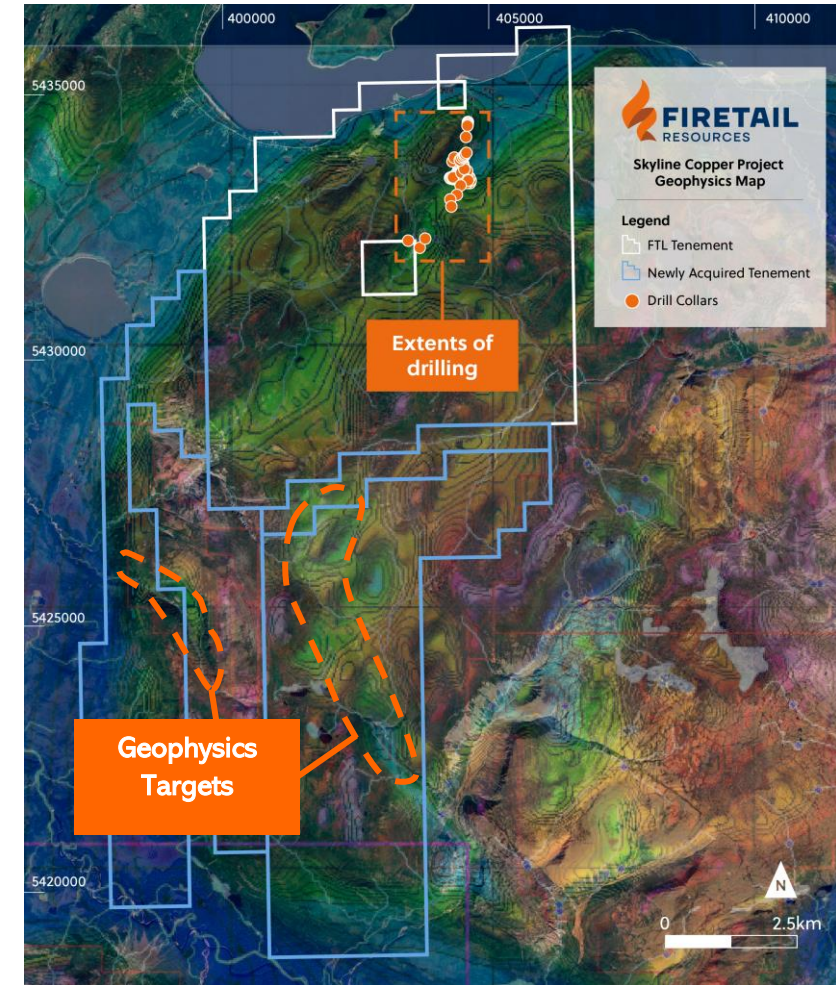 400000
405000
410000
5435000
FIRETAIL
RESOURCES
Skyline Copper Project
Geophysics Map
Legend
FTL Tenement
Newly Acquired Tenement
Drill Collars
5430000
Extents of
drilling
5425000
Geophysics
Targets
5420000
N
0
2.5km